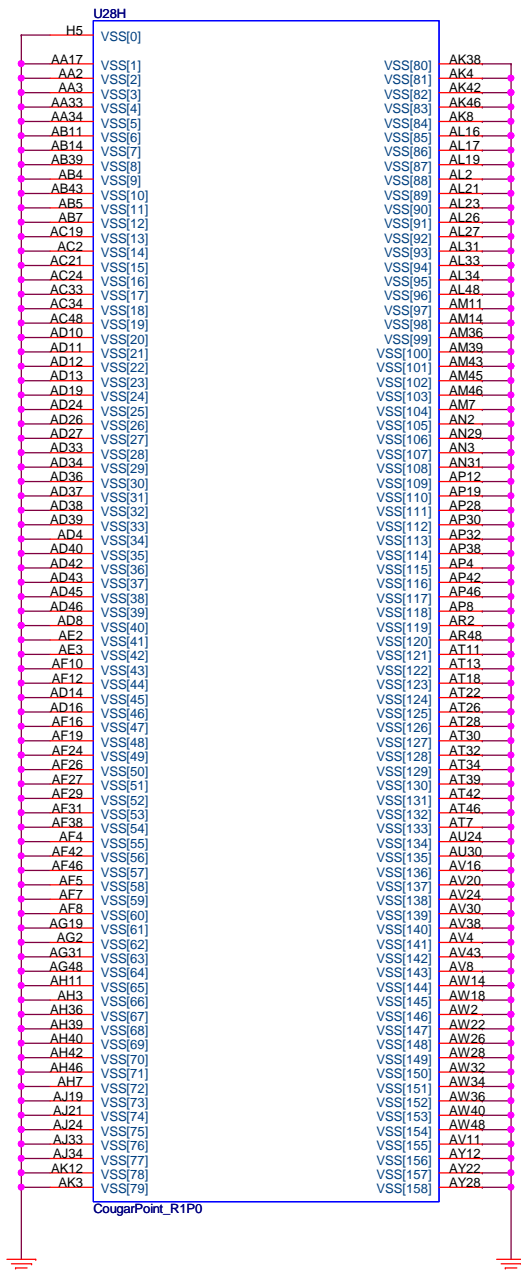 U28H
H5 VSS[0]
AA17 VSS[1] VSS[80] AK38
AA2 VSS[2] VSS[81] AK4
AA3 VSS[3] VSS[82] AK42
AA33 VSS[4] VSS[83] AK46
AA34 VSS[5] VSS[84] AK8
AB11 VSS[6] VSS[85] AL16
AB14 VSS[7] VSS[86] AL17
AB39 VSS[8] VSS[87] AL19
AB4 VSS[9] VSS[88] AL2
AB43 VSS[10] VSS[89] AL21
AB5 VSS[11] VSS[90] AL23
AB7 VSS[12] VSS[91] AL26
AC19 VSS[13] VSS[92] AL27
AC2 VSS[14] VSS[93] AL31
AC21 VSS[15] VSS[94] AL33
AC24 VSS[16] VSS[95] AL34
AC33 VSS[17] VSS[96] AL48
AC34 VSS[18] VSS[97] AM11
AC48 VSS[19] VSS[98] AM14
AD10 VSS[20] VSS[99] AM36
AD11 VSS[21] VSS[100] AM39
AD12 VSS[22] VSS[101] AM43
AD13 VSS[23] VSS[102] AM45
AD19 VSS[24] VSS[103] AM46
AD24 VSS[25] VSS[104] AM7
AD26 VSS[26] VSS[105] AN2
AD27 VSS[27] VSS[106] AN29
AD33 VSS[28] VSS[107] AN3
AD34 VSS[29] VSS[108] AN31
AD36 VSS[30] VSS[109] AP12
AD37 VSS[31] VSS[110] AP19
AD38 VSS[32] VSS[111] AP28
AD39 VSS[33] VSS[112] AP30
AD4 VSS[34] VSS[113] AP32
AD40 VSS[35] VSS[114] AP38
AD42 VSS[36] VSS[115] AP4
AD43 VSS[37] VSS[116] AP42
AD45 VSS[38] VSS[117] AP46
AD46 VSS[39] VSS[118] AP8
AD8 VSS[40] VSS[119] AR2
AE2 VSS[41] VSS[120] AR48
AE3 VSS[42] VSS[121] AT11
AF10 VSS[43] VSS[122] AT13
AF12 VSS[44] VSS[123] AT18
AD14 VSS[45] VSS[124] AT22
AD16 VSS[46] VSS[125] AT26
AF16 VSS[47] VSS[126] AT28
AF19 VSS[48] VSS[127] AT30
AF24 VSS[49] VSS[128] AT32
AF26 VSS[50] VSS[129] AT34
AF27 VSS[51] VSS[130] AT39
AF29 VSS[52] VSS[131] AT42
AF31 VSS[53] VSS[132] AT46
AF38 VSS[54] VSS[133] AT7
AF4 VSS[55] VSS[134] AU24
AF42 VSS[56] VSS[135] AU30
AF46 VSS[57] VSS[136] AV16
AF5 VSS[58] VSS[137] AV20
AF7 VSS[59] VSS[138] AV24
AF8 VSS[60] VSS[139] AV30
AG19 VSS[61] VSS[140] AV38
AG2 VSS[62] VSS[141] AV4
AG31 VSS[63] VSS[142] AV43
AG48 VSS[64] VSS[143] AV8
AH11 VSS[65] VSS[144] AW14
AH3 VSS[66] VSS[145] AW18
AH36 VSS[67] VSS[146] AW2
AH39 VSS[68] VSS[147] AW22
AH40 VSS[69] VSS[148] AW26
AH42 VSS[70] VSS[149] AW28
AH46 VSS[71] VSS[150] AW32
AH7 VSS[72] VSS[151] AW34
AJ19 VSS[73] VSS[152] AW36
AJ21 VSS[74] VSS[153] AW40
AJ24 VSS[75] VSS[154] AW48
AJ33 VSS[76] VSS[155] AV11
AJ34 VSS[77] VSS[156] AY12
AK12 VSS[78] VSS[157] AY22
AK3 VSS[79] VSS[158] AY28
CougarPoint_R1P0